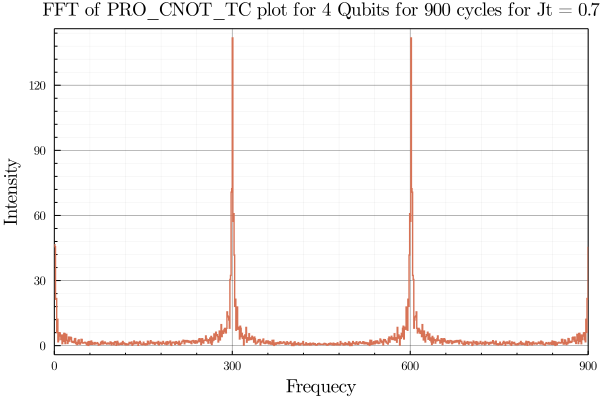 FFT of PRO_CNOT_TC plot for 4 Qubits for 900 cycles for Jt = 0.7
Intensity
120
90
60
30
0
0 300 600 900
Frequecy